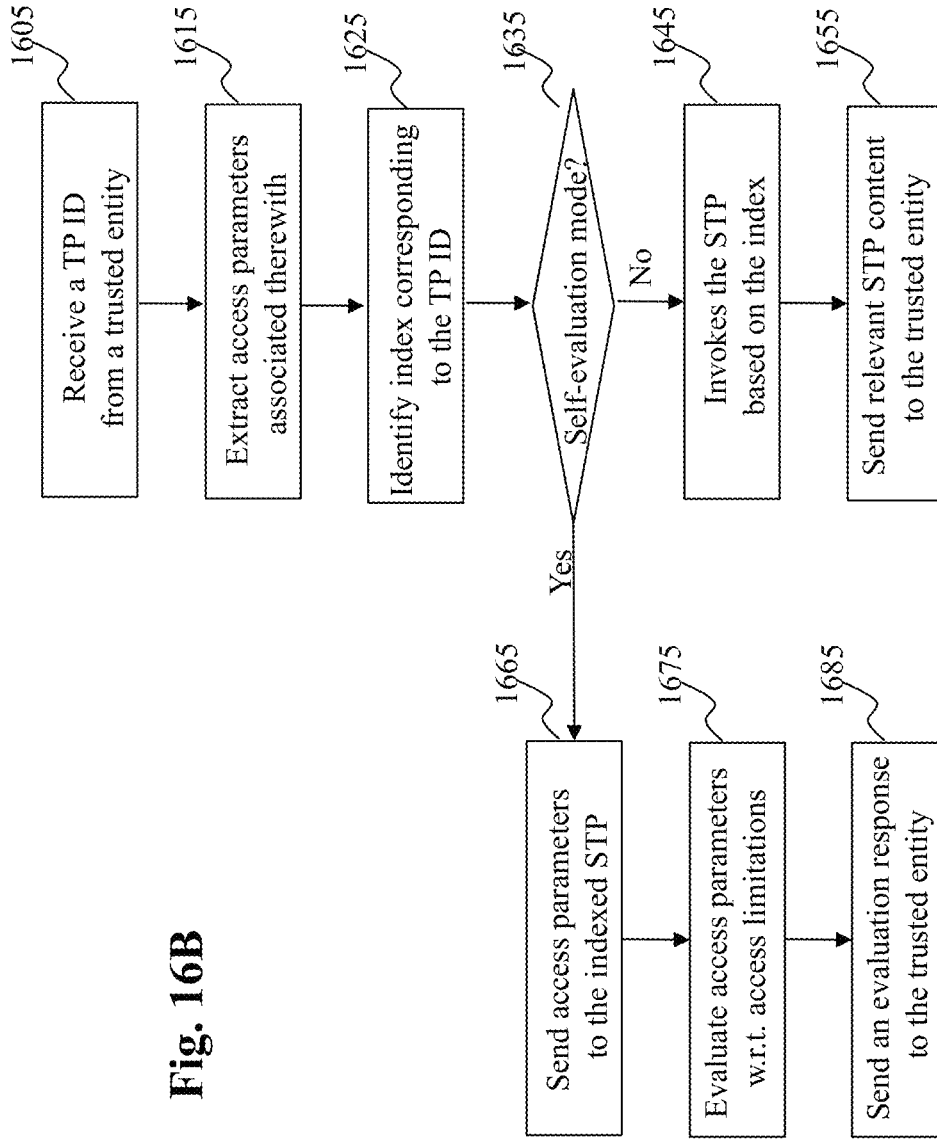 Receive a TP ID
from a trusted entity
1605
Extract access parameters
associated therewith
1615
Identify index corresponding
to the TP ID
1625
Self-evaluation mode?
1635
Yes
No
Invokes the STP
based on the index
1645
Send relevant STP content
to the trusted entity
1655
Send access parameters
to the indexed STP
1665
Evaluate access parameters
w.r.t. access limitations
1675
Send an evaluation response
to the trusted entity
1685
Fig. 16B